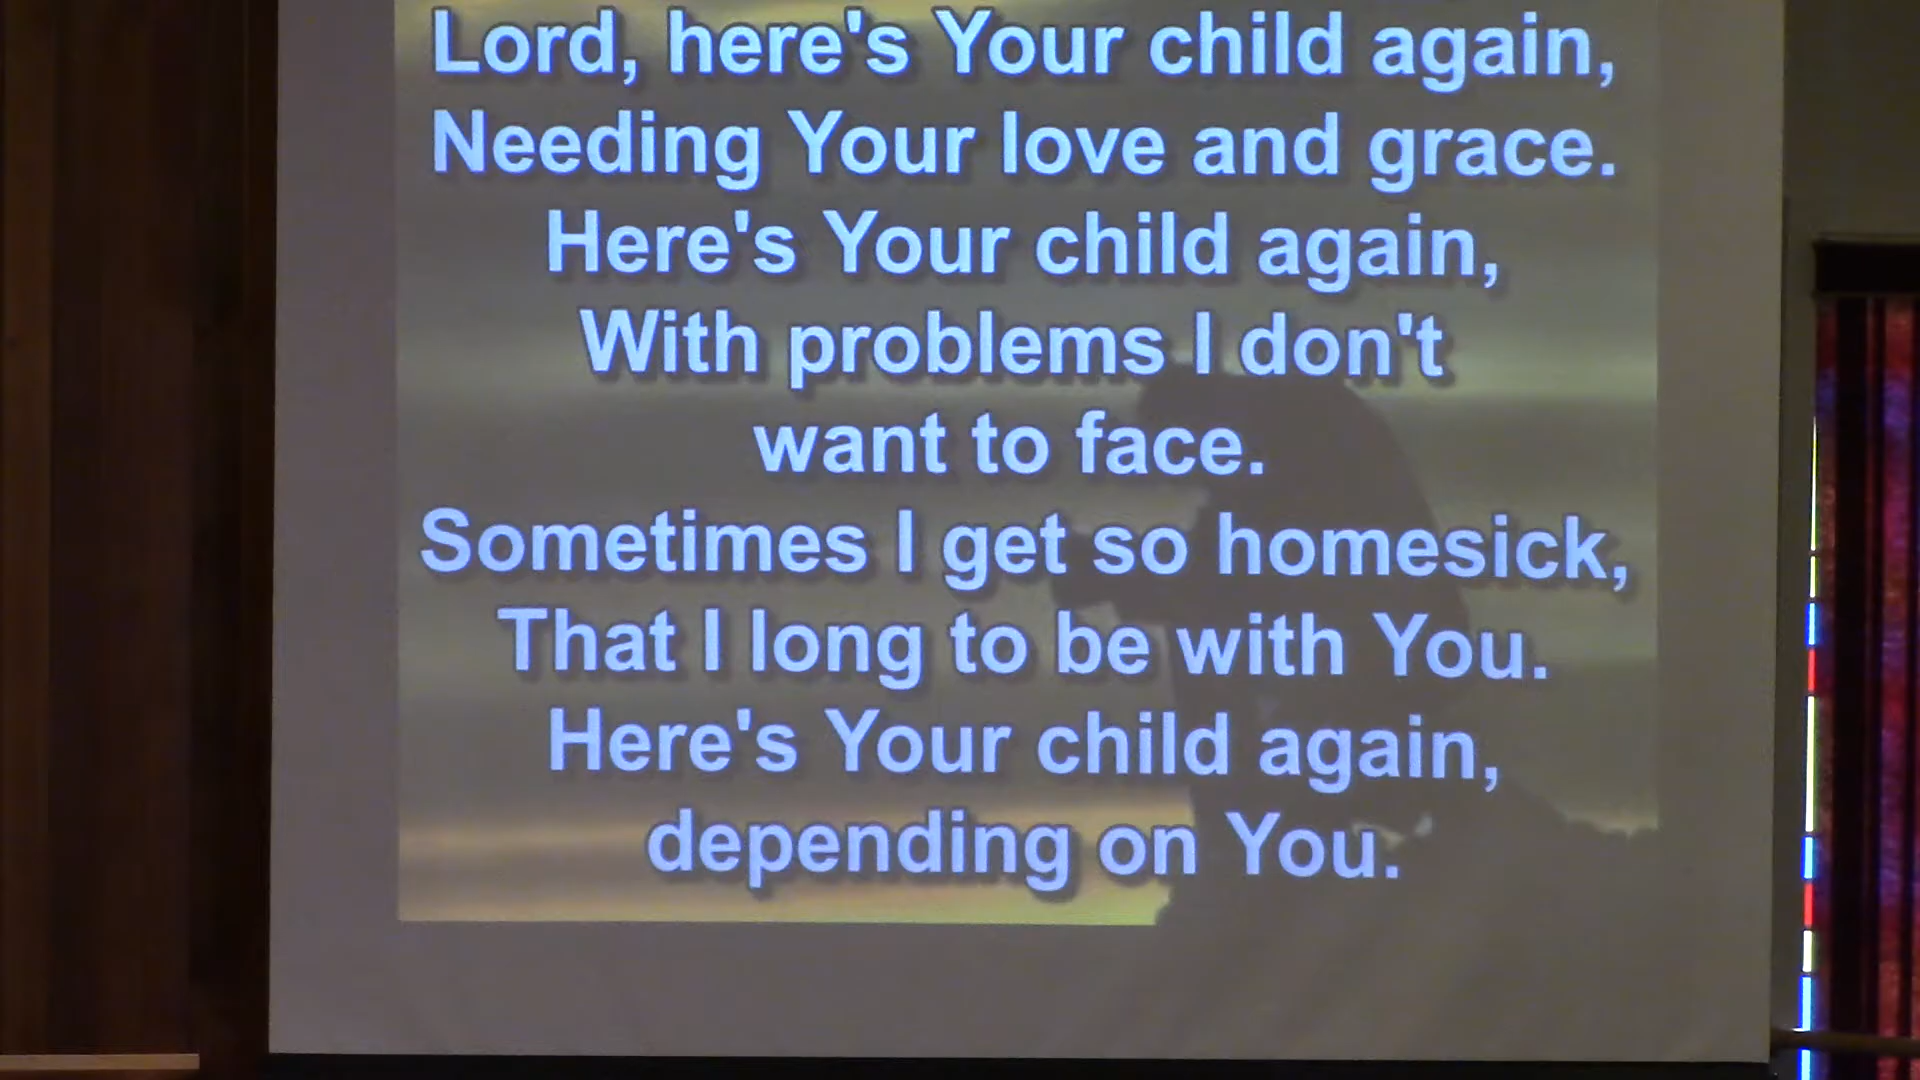 Lord, here's Your child again,
Needing Your love and grace.
Here's Your child again,
With problems I don't
want to face.
Sometimes I get so homesick,
That I long to be with You.
Here's Your child again,
depending on You.